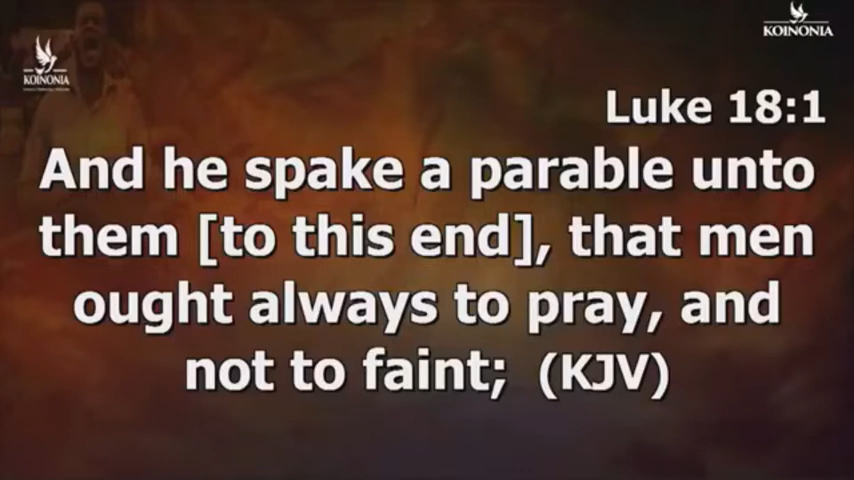 KOINONIA
KOINONIA
Luke 18:1
And he spake a parable unto
them [to this end], that men
ought always to pray, and
not to faint; (KJV)